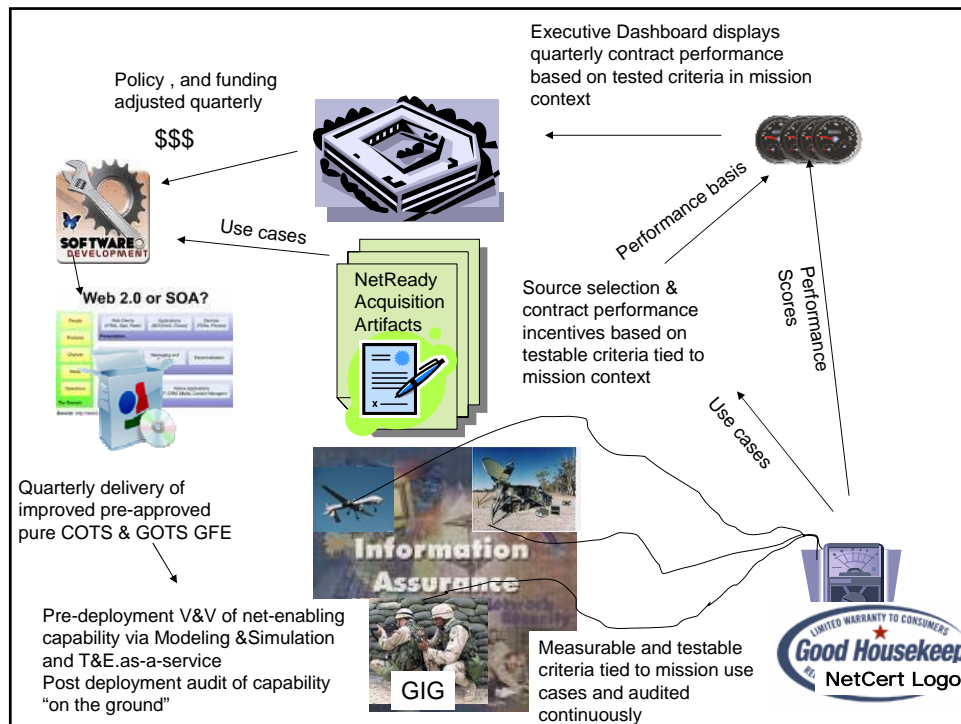 Executive Dashboard displays
quarterly contract performance
based on tested criteria in mission
context
Policy , and funding
adjusted quarterly
$$$
SOFTWARE
DEVELOPMENT
Use cases
NetReady
Acquisition
Artifacts
Performance basis
Performance
Scores
Source selection &
contract performance
incentives based on
testable criteria tied to
mission context
Use cases
Web 2.0 or SOA?
People
Products
Channel
Presentation
Decentralization
Quarterly delivery of
improved pre-approved
pure COTS & GOTS GFE
Information
Assurance
Pre-deployment V&V of net-enabling
capability via Modeling &Simulation
and T&E.as-a-service
Post deployment audit of capability
“on the ground”
GIG
Measurable and testable
criteria tied to mission use
cases and audited
continuously
LIMITED WARRANTY TO CONSUMERS
Good Housekeep
NetCert Logo